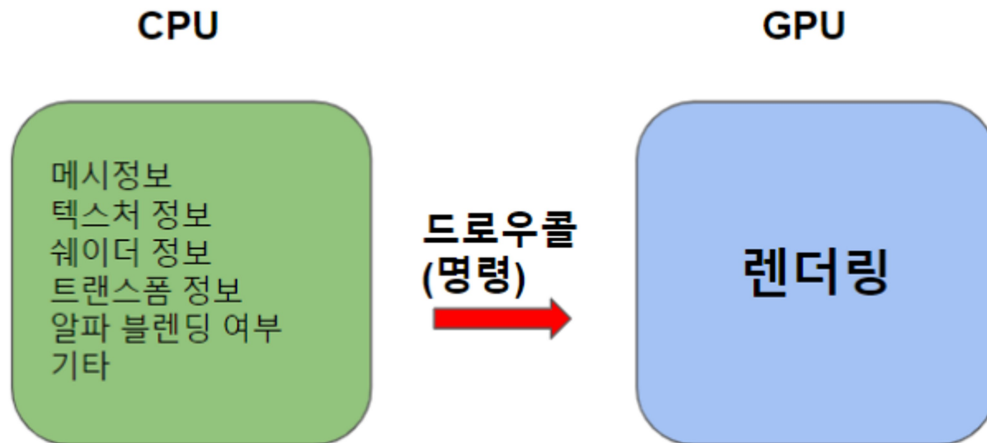 CPU
GPU
메시정보
텍스처 정보
쉐이더 정보
트랜스폼 정보
알파 블렌딩 여부
기타
드로우콜
(명령)
렌더링